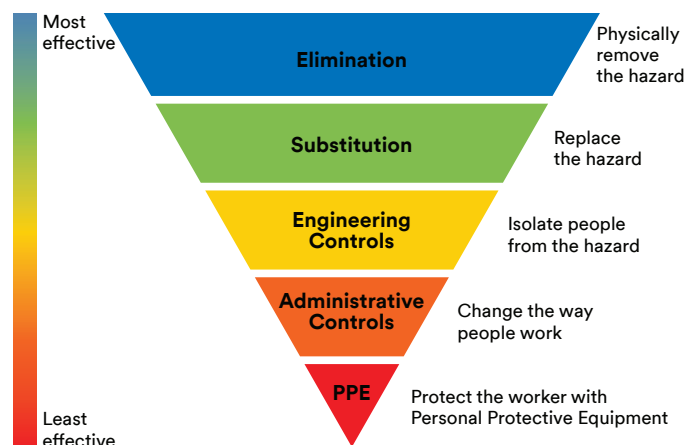 Most
effective
Elimination
Physically
remove
the hazard
Substitution
Replace
the hazard
Engineering
Controls
Isolate people
from the hazard
Administrative
Controls
Change the way
people work
PPE
Protect the worker with
Personal Protective Equipment
Least
effective